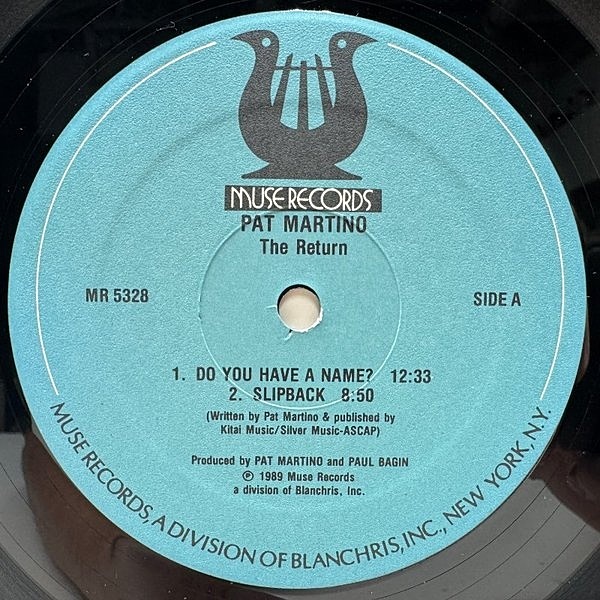 MUSE RECORDS
PAT MARTINO
The Return
MR 5328
SIDE A
1. DO YOU HAVE A NAME? 12:33
2. SLIPBACK 8:50
(Written by Pat Martino & published by
Kitai Music/Silver Music-ASCAP)
Produced by PAT MARTINO and PAUL BAGIN
℗ 1989 Muse Records
a division of Blanchris, Inc.
MUSE RECORDS, A DIVISION OF BLANCHRIS, INC., NEW YORK, N.Y.